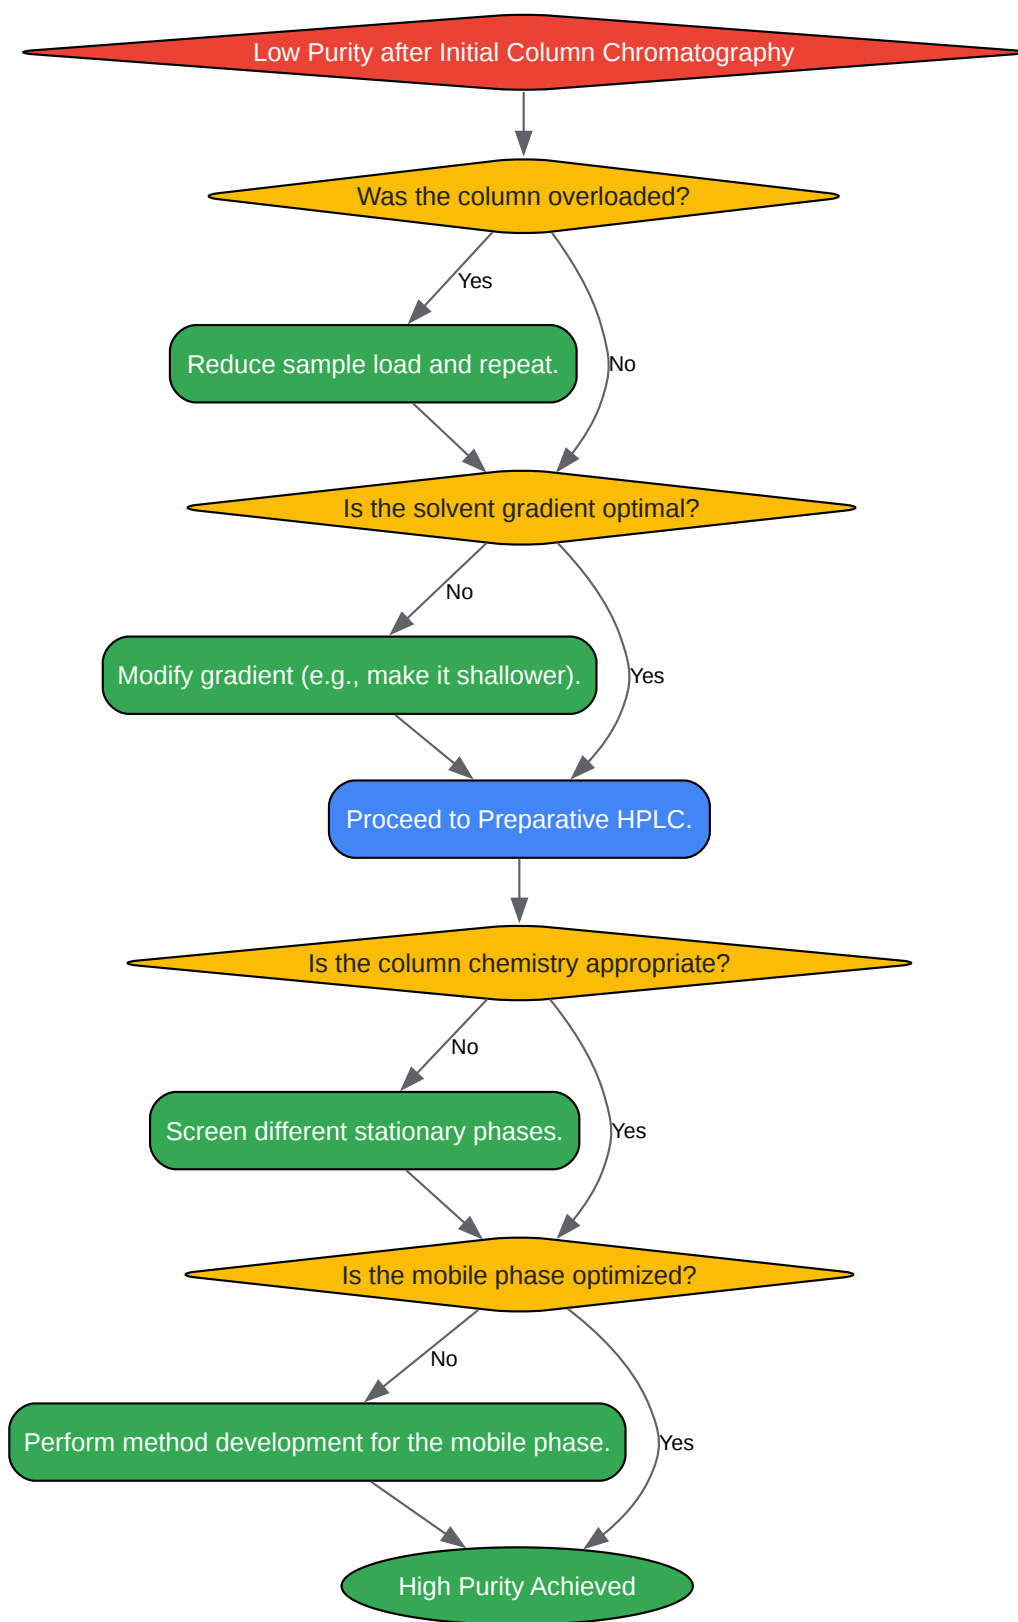 Low Purity after Initial Column Chromatography
Was the column overloaded?
Yes
Reduce sample load and repeat.
No
Is the solvent gradient optimal?
No
Modify gradient (e.g., make it shallower).
Yes
Proceed to Preparative HPLC.
Is the column chemistry appropriate?
No
Screen different stationary phases.
Yes
Is the mobile phase optimized?
No
Perform method development for the mobile phase.
Yes
High Purity Achieved